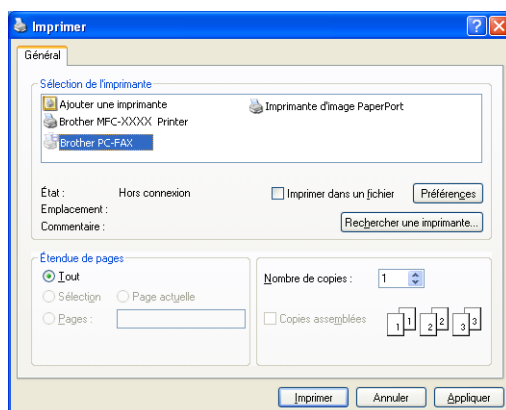 Imprimer
Général
Sélection de l'imprimante
Ajouter une imprimante
Imprimante d'image PaperPort
Brother MFC-XXXX Printer
Brother PC-FAX
État : Hors connexion
Imprimer dans un fichier
Préférences
Emplacement :
Commentaire :
Rechercher une imprimante...
Étendue de pages
Tout
Sélection
Page actuelle
Pages :
Nombre de copies : 1
Copies assemblées
1 1 2 2 3 3
Imprimer
Annuler
Appliquer